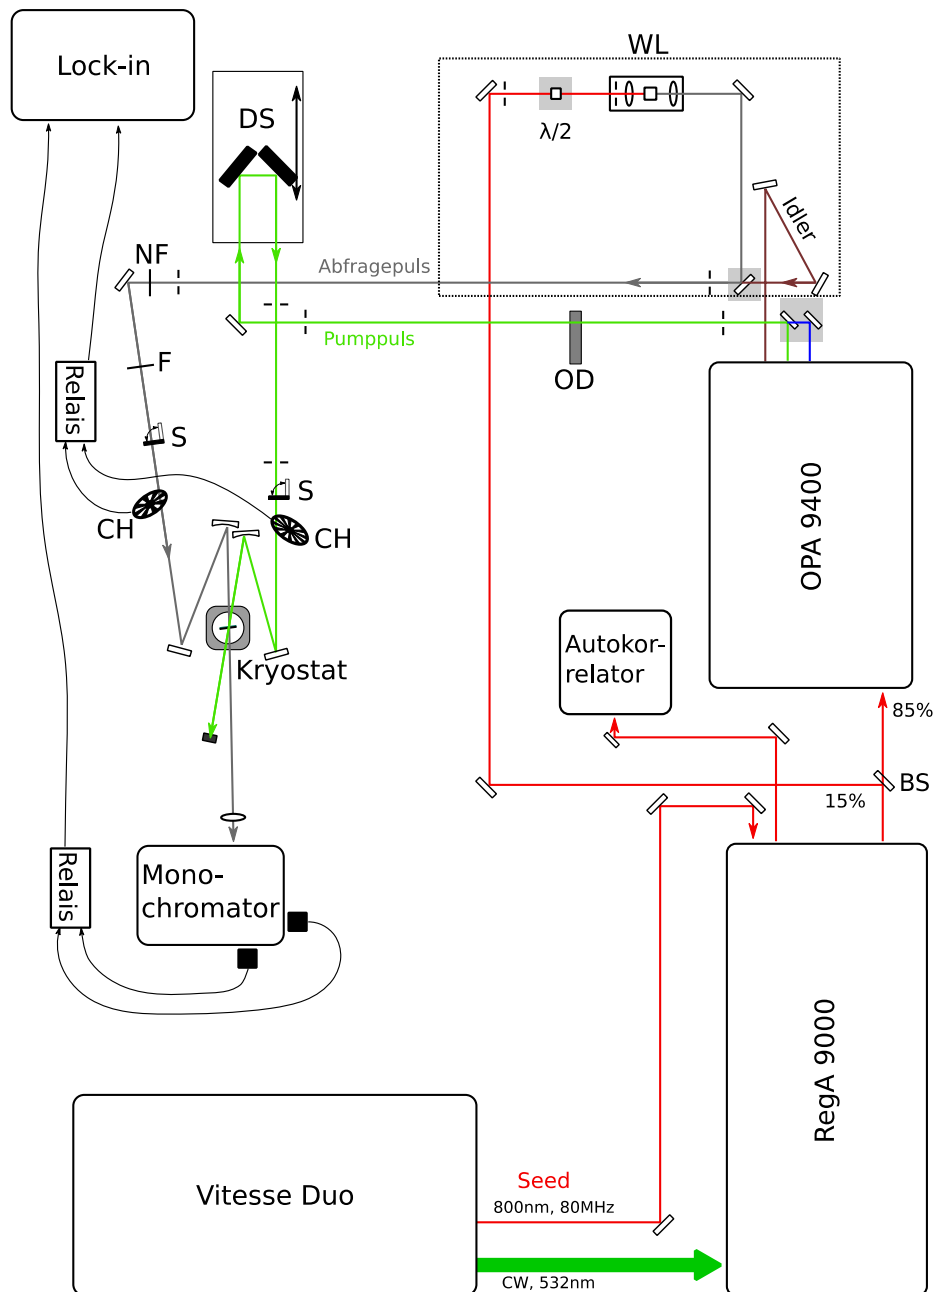 WL
Lock-in
DS
λ/2
Idler
NF
Abfragepuls
Pumppuls
F
OD
Relais
S
S
CH
CH
OPA 9400
Autokor-
relator
Kryostat
85%
BS
15%
Mono-
chromator
Relais
RegA 9000
Vitesse Duo
Seed
800nm, 80MHz
CW, 532nm